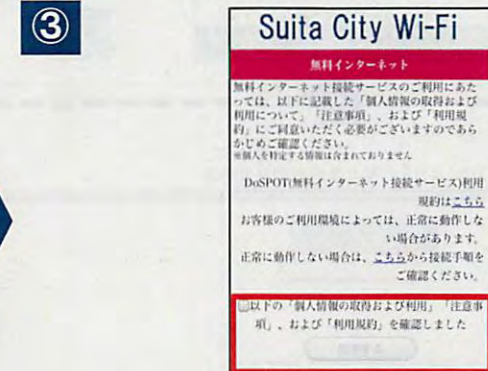 ③
Suita City Wi-Fi
無料インターネット
無料インターネット接続サービスのご利用にあた
っては、以下に記載した「個人情報の取得および
利用について」「注意事項」、および「利用規
約」にご同意いただく必要がございますのであら
かじめご確認ください。
※個人を特定する情報は含まれておりません
DoSPOT(無料インターネット接続サービス)利用
規約はこちら
お客様のご利用環境によっては、正常に動作しな
い場合があります。
正常に動作しない場合は、こちらから接続手順を
ご確認ください。
以下の「個人情報の取得および利用」「注意事
項」、および「利用規約」を確認しました